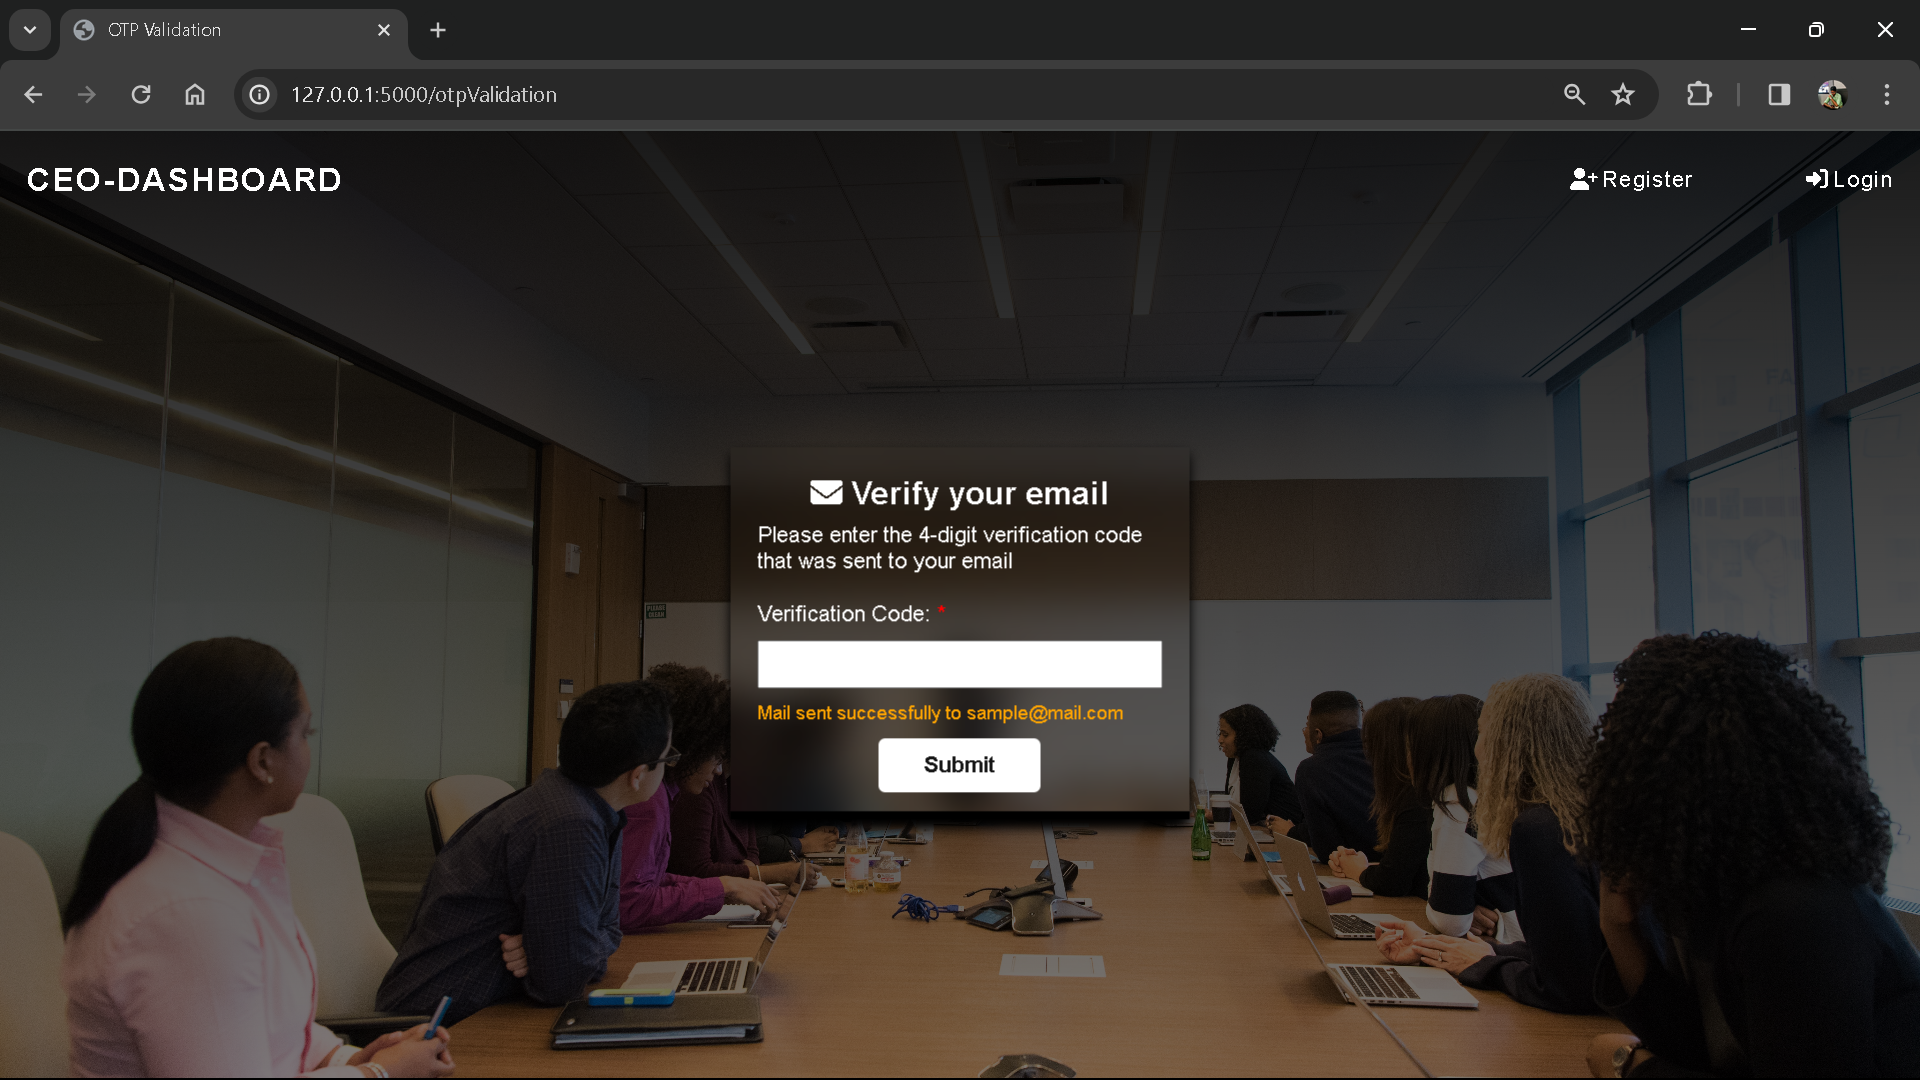 OTP Validation
127.0.0.1:5000/otpValidation
CEO-DASHBOARD
Register
Login
Verify your email
Please enter the 4-digit verification code
that was sent to your email
Verification Code: *
Mail sent successfully to sample@mail.com
Submit